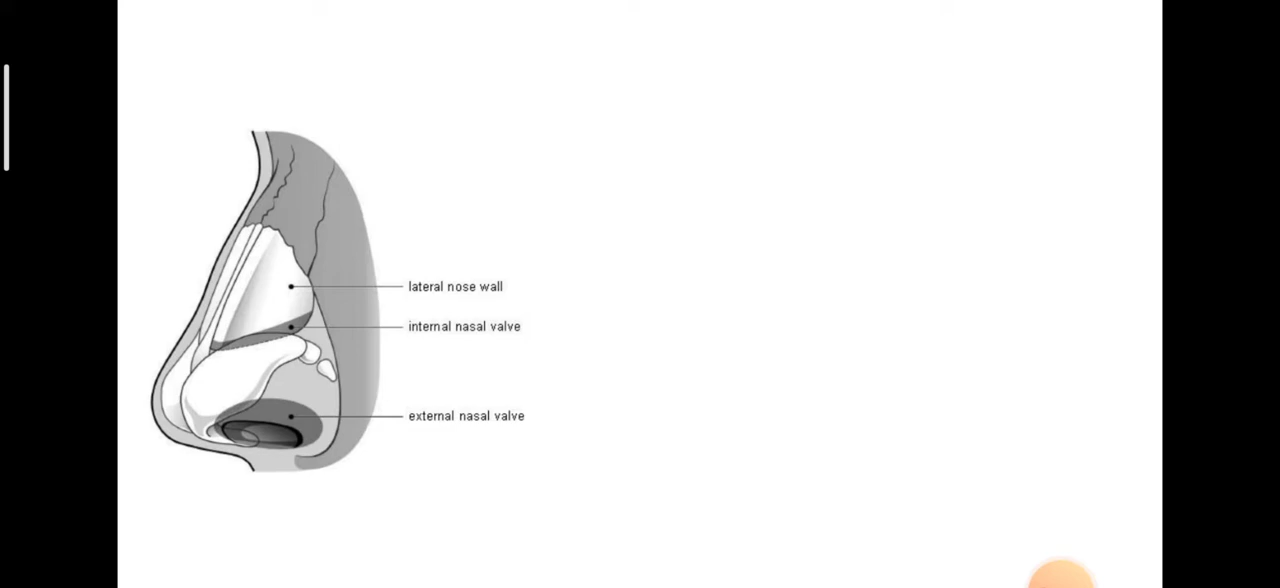 lateral nose wall
internal nasal valve
external nasal valve